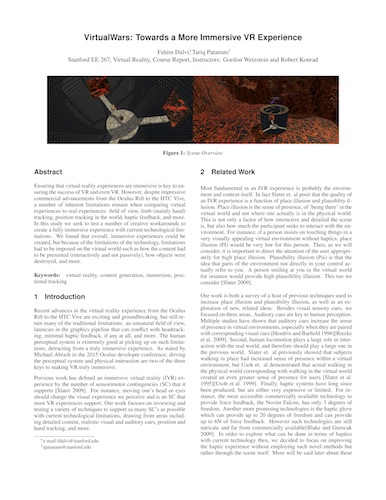 VirtualWars: Towards a More Immersive VR Experience
Fahim Dalvi, Tariq Patanam
Stanford EE 267, Virtual Reality, Course Report, Instructors: Gordon Wetzstein and Robert Konrad
Figure 1: Scene Overview
Abstract
Ensuring that virtual reality experiences are immersive is key to en-
suring the success of VR and even VR. However, despite impressive
commercial advancements from the Oculus Rift to the HTC Vive,
a number of inherent limitations remain when comparing virtual
experiences to real experiences: field of view, limb (mainly hand)
tracking, position tracking in the world, haptic feedback, and more.
In this study we seek to test a number of creative workarounds to
create a fully immersive experience with current technological lim-
itations. We found that overall, immersive experiences could be
created, but because of the limitations of the technology, limitations
had to be imposed on the virtual world such as how the content had
to be presented (interactively and not passively), how objects were
destroyed, and more.
Keywords: virtual reality, content generation, immersion, posi-
tional tracking
1 Introduction
Recent advances in the virtual reality experience from the Oculus
Rift to the HTC Vive are exciting and groundbreaking, but still re-
tain many of the traditional limitations: an unnatural field of view,
latencies in the graphics pipeline that can conflict with headtrack-
ing, minimal haptic feedback, if any at all, and more. The human
perceptual system is extremely good at picking up on such limita-
tions, detracting from a truly immersive experience. As stated by
Michael Abrash in the 2015 Oculus developer conference, driving
the perceptual system and physical interaction are two of the three
keys to making VR truly immersive.
Previous work has defined an immersive virtual reality (IVR) ex-
perience by the number of sensorimotor contingencies (SC) that it
supports [Slater 2009]. For instance, moving one's head or eyes
should change the visual experience we perceive and is an SC that
most VR experiences support. Our work focuses on reviewing and
testing a variety of techniques to support as many SC's as possible
with current technological limitations, drawing from areas includ-
ing detailed content, realistic visual and auditory cues, position and
hand tracking, and more.
e-mail:fdalvi@stanford.edu
tpatanam@stanford.edu
2 Related Work
Most fundamental in an IVR experience is probably the environ-
ment and content itself. In fact Slater et. al posit that the quality of
an IVR experience is a function of place illusion and plausibility il-
lusion. Place illusion is the sense of presence, of 'being there' in the
virtual world and not where one actually is in the physical world.
This is not only a factor of how interactive and detailed the scene
is, but also how much the participant seeks to interact with the en-
vironment. For instance, if a person insists on touching things in a
very visually appealing virtual environment without haptics, place
illusion (PI) would be very low for this person. Then, as we will
consider, it is important to direct the attention of the user appropri-
ately for high place illusion. Plausibility illusion (Psi) is that the
idea that parts of the environment not directly in your control ac-
tually refer to you. A person smiling at you in the virtual world
for instance would provide high plausibility illusion. This too we
consider [Slater 2009].
Our work is both a survey of a host of previous techniques used to
increase place illusion and plausibility illusion, as well as an ex-
ploration of new, related ideas. Besides visual sensory cues, we
focused on three areas. Auditory cues are key to human perception.
Multiple studies have shown that auditory cues increase the sense
of presence in virtual environments, especially when they are paired
with corresponding visual cues [Hendrix and Barfield 1996][Riecke
et al. 2009]. Second, human locomotion plays a large role in inter-
action with the real world, and therefore should play a large one in
the previous world. Slater et. al previously showed that subjects
walking in place had increased sense of presence within a virtual
environment, but Usoh et. al demonstrated that actual walking in
the physical world corresponding with walking in the virtual world
created an even greater sense of presence for users [Slater et al.
1995][Usoh et al. 1999]. Finally, haptic systems have long since
been produced, but are either very expensive or limited. For in-
stance, the most accessible commercially available technology to
provide force feedback, the Novint Falcon, has only 3 degrees of
freedom. Another more promising technologies is the haptic glove
which can provide up to 20 degrees of freedom and can provide
up to 6N of force feedback. However such technologies are still
intricate and far from commercially available[Blake and Gurocak
2009]. In order to explore what can be done in terms of haptics
with current technology then, we decided to focus on improving
the haptic experience without employing such novel methods but
rather through the scene itself. More will be said later about these